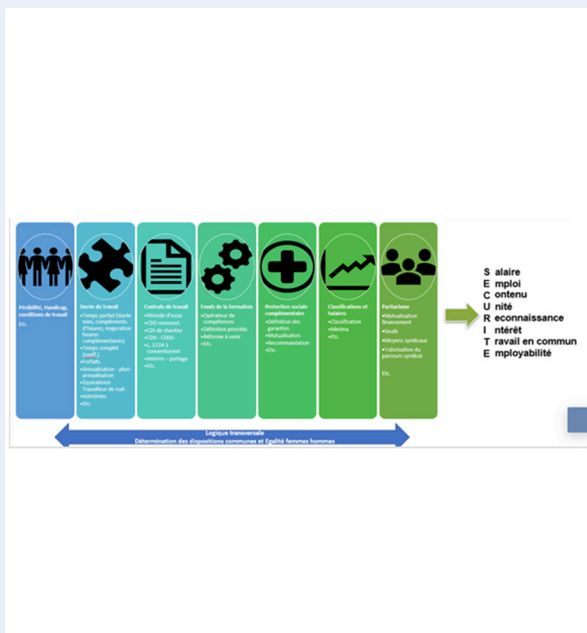 Pénibilité, Handicap,
conditions de travail
Etc.
Durée du travail
•Temps partiel (durée
mini, compléments
d'heures, majoration
heures
complémentaires)
•Temps complet
•Forfaits
•Annualisation - pluri-
annualisation
•Equivalence
Travailleur de nuit
•Astreintes
•Etc.
Contrats de travail
•Période d'essai
•CDD renouvel.
•CDI de chantier
•CDD - CDDU
•L. 1224-1
conventionnel
•Intérim – portage
•Etc.
Fonds de la formation
•Opérateur de
compétences
•Définition priorités
•Réforme à venir
•Etc.
Protection sociale
complémentaire
•Définition des
garanties
•Mutualisation
•Recommandation
•Etc.
Classifications et
Salaires
•Classification
•Minima
•Etc.
Paritarisme
•Mutualisation
financement
•Seuils
•Moyens syndicaux
•Valorisation du
parcours syndical
Etc.
S alaire
E mploi
C ontenu
U nité
R econnaissance
I ntérêt
T ravail en commun
E mployabilité
Logique transversale
Détermination des dispositions communes et Egalité femmes hommes